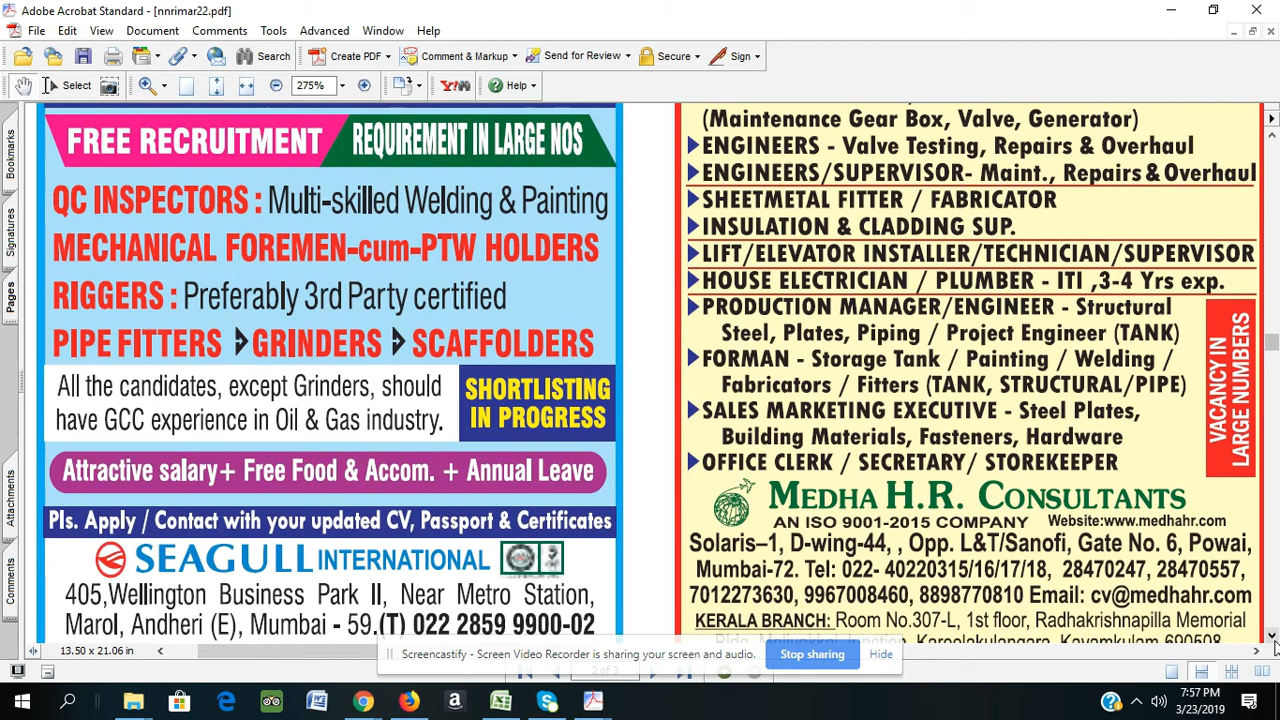 Adobe Acrobat Standard - [nnrimar22.pdf]
File Edit View Document Comments Tools Advanced Window Help
Search Create PDF Comment & Markup Send for Review Secure Sign
Select 275% Y! Help
Bookmarks
Signatures
Pages
Attachments
Comments
FREE RECRUITMENT REQUIREMENT IN LARGE NOS
QC INSPECTORS : Multi-skilled Welding & Painting
MECHANICAL FOREMEN-cum-PTW HOLDERS
RIGGERS : Preferably 3rd Party certified
PIPE FITTERS GRINDERS SCAFFOLDERS
All the candidates, except Grinders, should
have GCC experience in Oil & Gas industry.
SHORTLISTING
IN PROGRESS
Attractive salary+ Free Food & Accom. + Annual Leave
Pls. Apply / Contact with your updated CV, Passport & Certificates
SEAGULL INTERNATIONAL
405,Wellington Business Park II, Near Metro Station,
Marol, Andheri (E), Mumbai - 59.(T) 022 2859 9900-02
(Maintenance Gear Box, Valve, Generator)
ENGINEERS - Valve Testing, Repairs & Overhaul
ENGINEERS/SUPERVISOR- Maint., Repairs & Overhaul
SHEETMETAL FITTER / FABRICATOR
INSULATION & CLADDING SUP.
LIFT/ELEVATOR INSTALLER/TECHNICIAN/SUPERVISOR
HOUSE ELECTRICIAN / PLUMBER - ITI ,3-4 Yrs exp.
PRODUCTION MANAGER/ENGINEER - Structural
Steel, Plates, Piping / Project Engineer (TANK)
FORMAN - Storage Tank / Painting / Welding /
Fabricators / Fitters (TANK, STRUCTURAL/PIPE)
SALES MARKETING EXECUTIVE - Steel Plates,
Building Materials, Fasteners, Hardware
OFFICE CLERK / SECRETARY/ STOREKEEPER
VACANCY IN
LARGE NUMBERS
MEDHA H.R. CONSULTANTS
AN ISO 9001-2015 COMPANY Website:www.medhahr.com
Solaris–1, D-wing-44, , Opp. L&T/Sanofi, Gate No. 6, Powai,
Mumbai-72. Tel: 022- 40220315/16/17/18, 28470247, 28470557,
7012273630, 9967008460, 8898770810 Email: cv@medhahr.com
KERALA BRANCH: Room No.307-L, 1st floor, Radhakrishnapilla Memorial
Junction, Kareelakulangara, Kayamkulam 690508
13.50 x 21.06 in
Screencastify - Screen Video Recorder is sharing your screen and audio. Stop sharing Hide
2 of 3
7:57 PM
3/23/2019